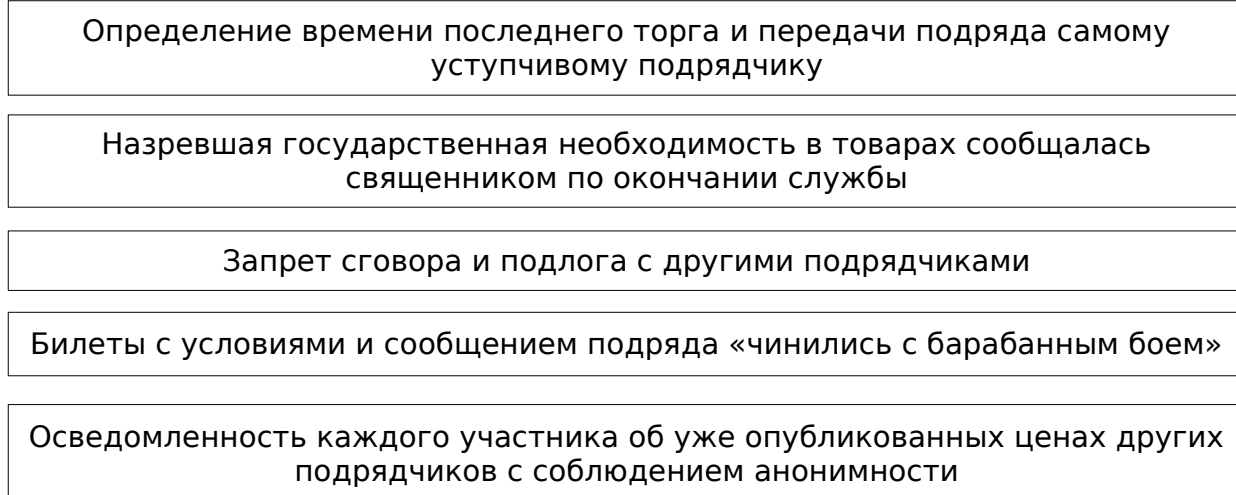 Определение времени последнего торга и передачи подряда самому
уступчивому подрядчику
Назревшая государственная необходимость в товарах сообщалась
священником по окончании службы
Запрет сговора и подлога с другими подрядчиками
Билеты с условиями и сообщением подряда «чинились с барабанным боем»
Осведомленность каждого участника об уже опубликованных ценах других
подрядчиков с соблюдением анонимности